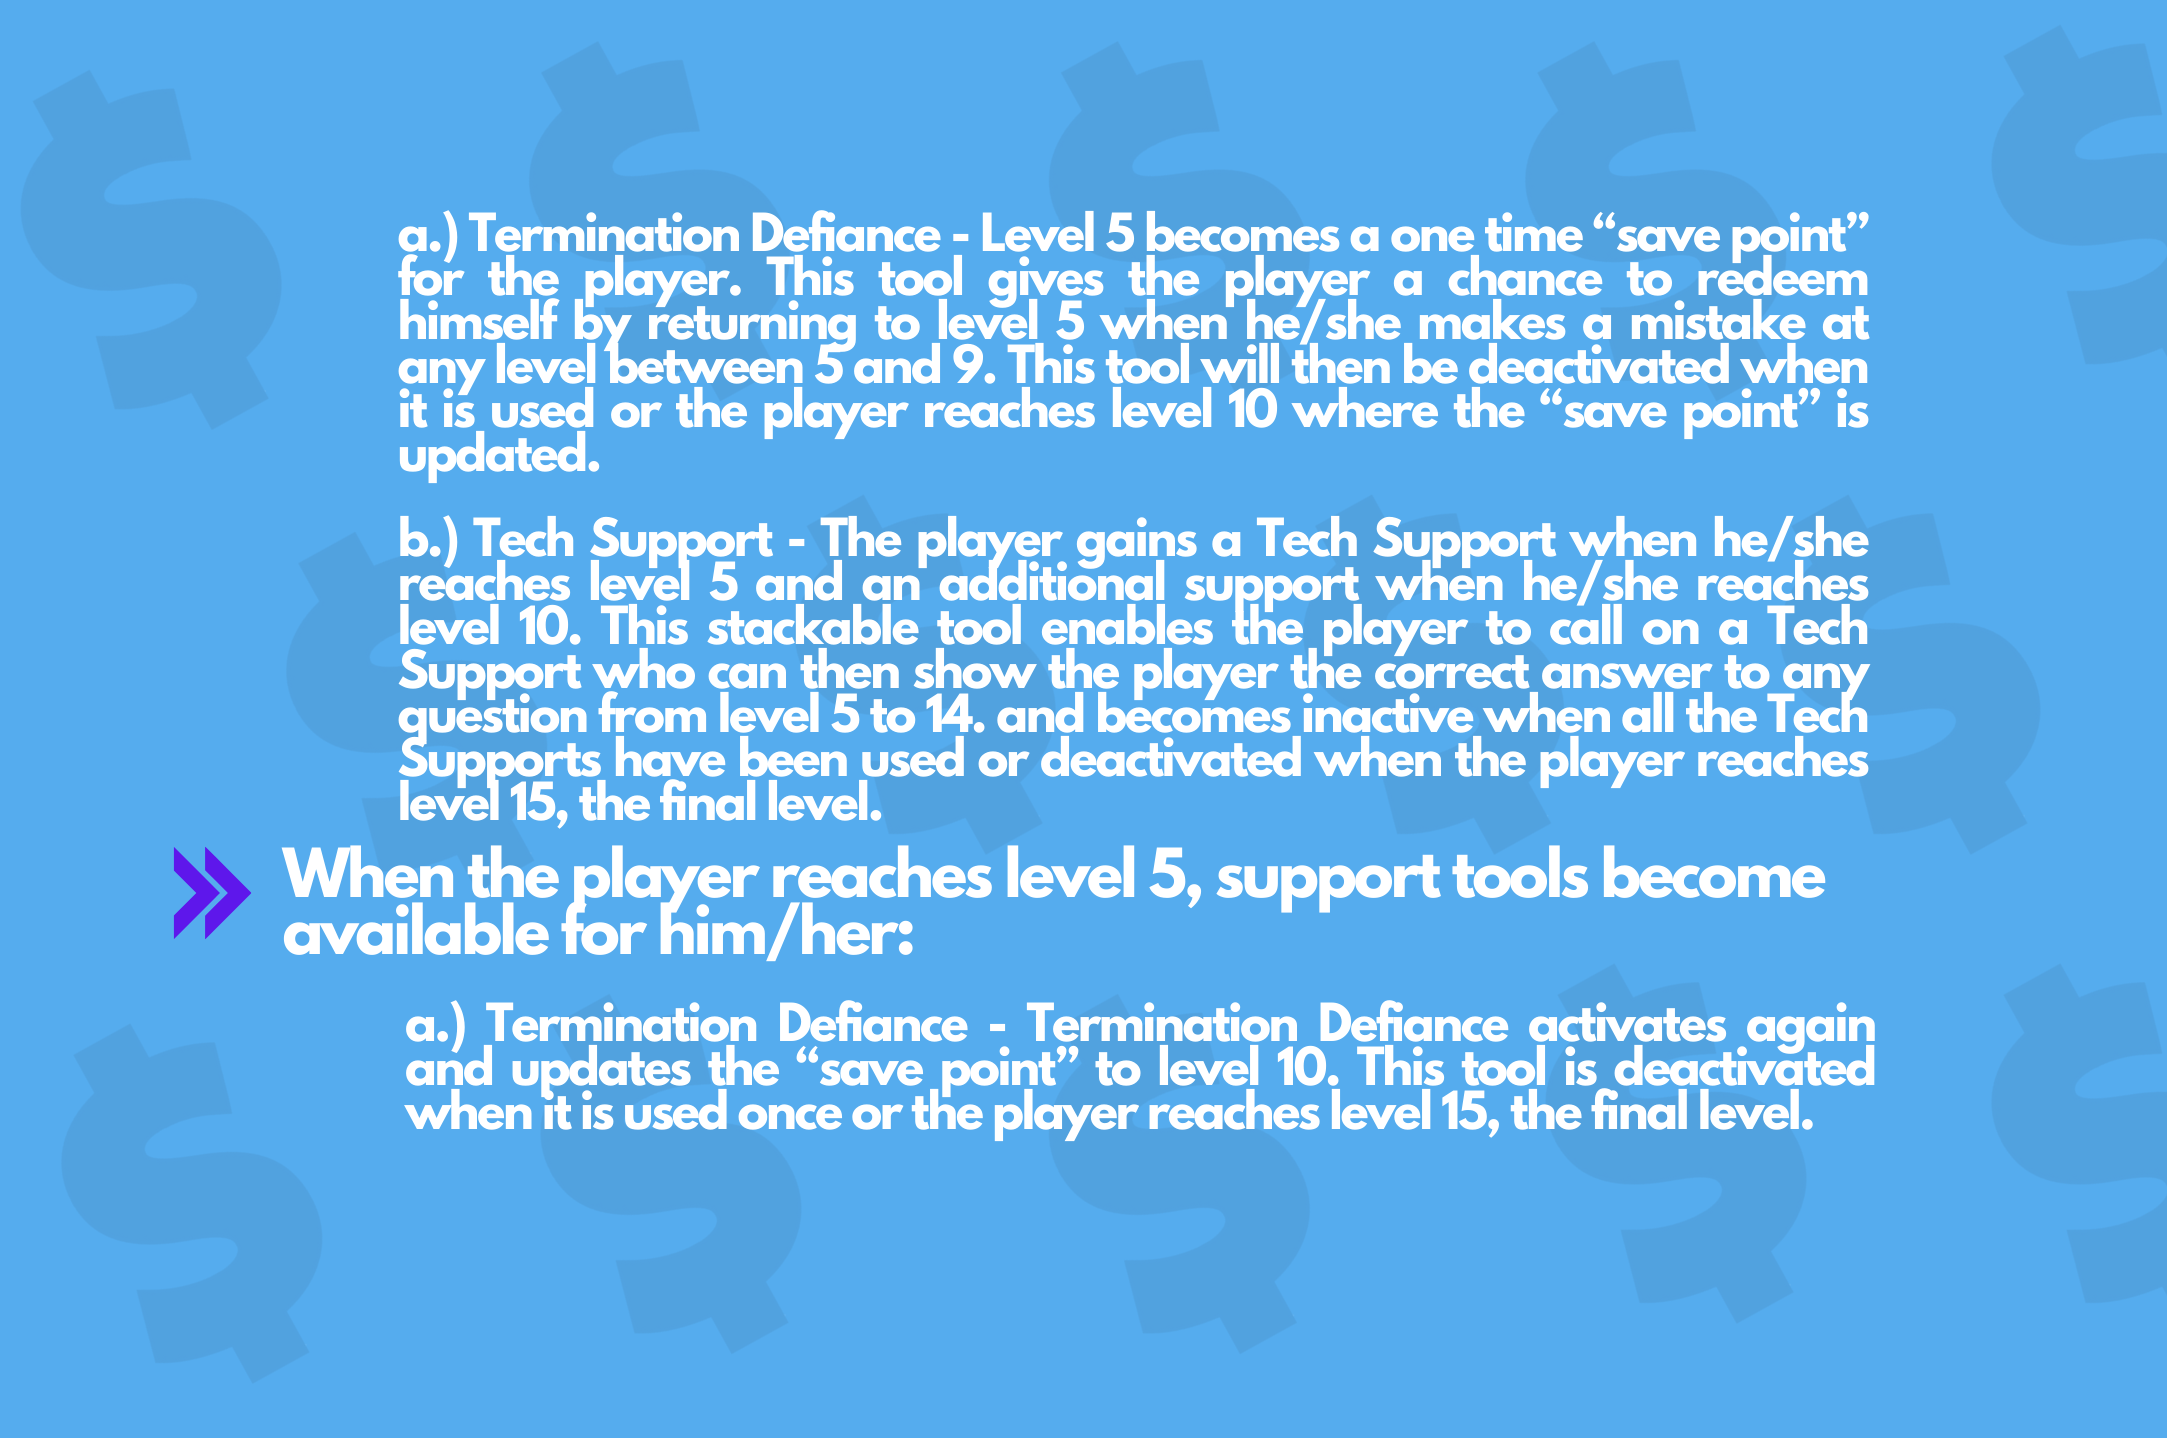 a.) Termination Defiance - Level 5 becomes a one time “save point”
for the player. This tool gives the player a chance to redeem
himself by returning to level 5 when he/she makes a mistake at
any level between 5 and 9. This tool will then be deactivated when
it is used or the player reaches level 10 where the “save point” is
updated.
b.) Tech Support - The player gains a Tech Support when he/she
reaches level 5 and an additional support when he/she reaches
level 10. This stackable tool enables the player to call on a Tech
Support who can then show the player the correct answer to any
question from level 5 to 14. and becomes inactive when all the Tech
Supports have been used or deactivated when the player reaches
level 15, the final level.
When the player reaches level 5, support tools become
available for him/her:
a.) Termination Defiance - Termination Defiance activates again
and updates the “save point” to level 10. This tool is deactivated
when it is used once or the player reaches level 15, the final level.